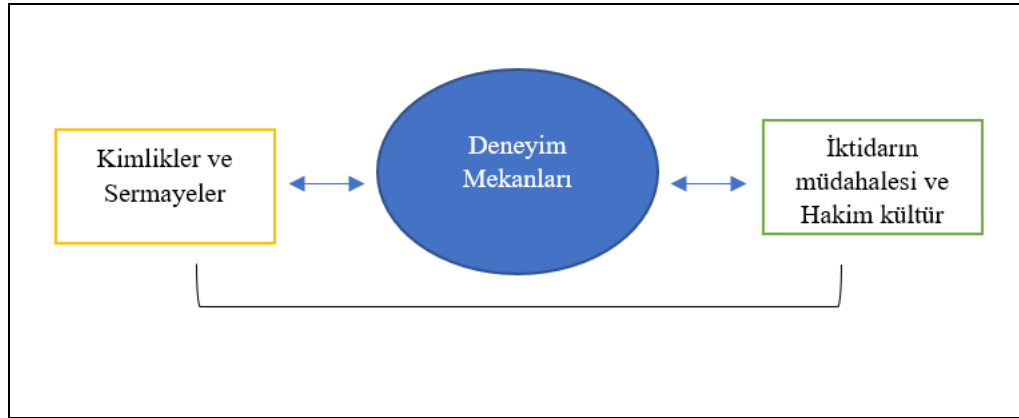 Kimlikler ve
Sermayeler
Deneyim
Mekanları
İktidarın
müdahalesi ve
Hakim kültür